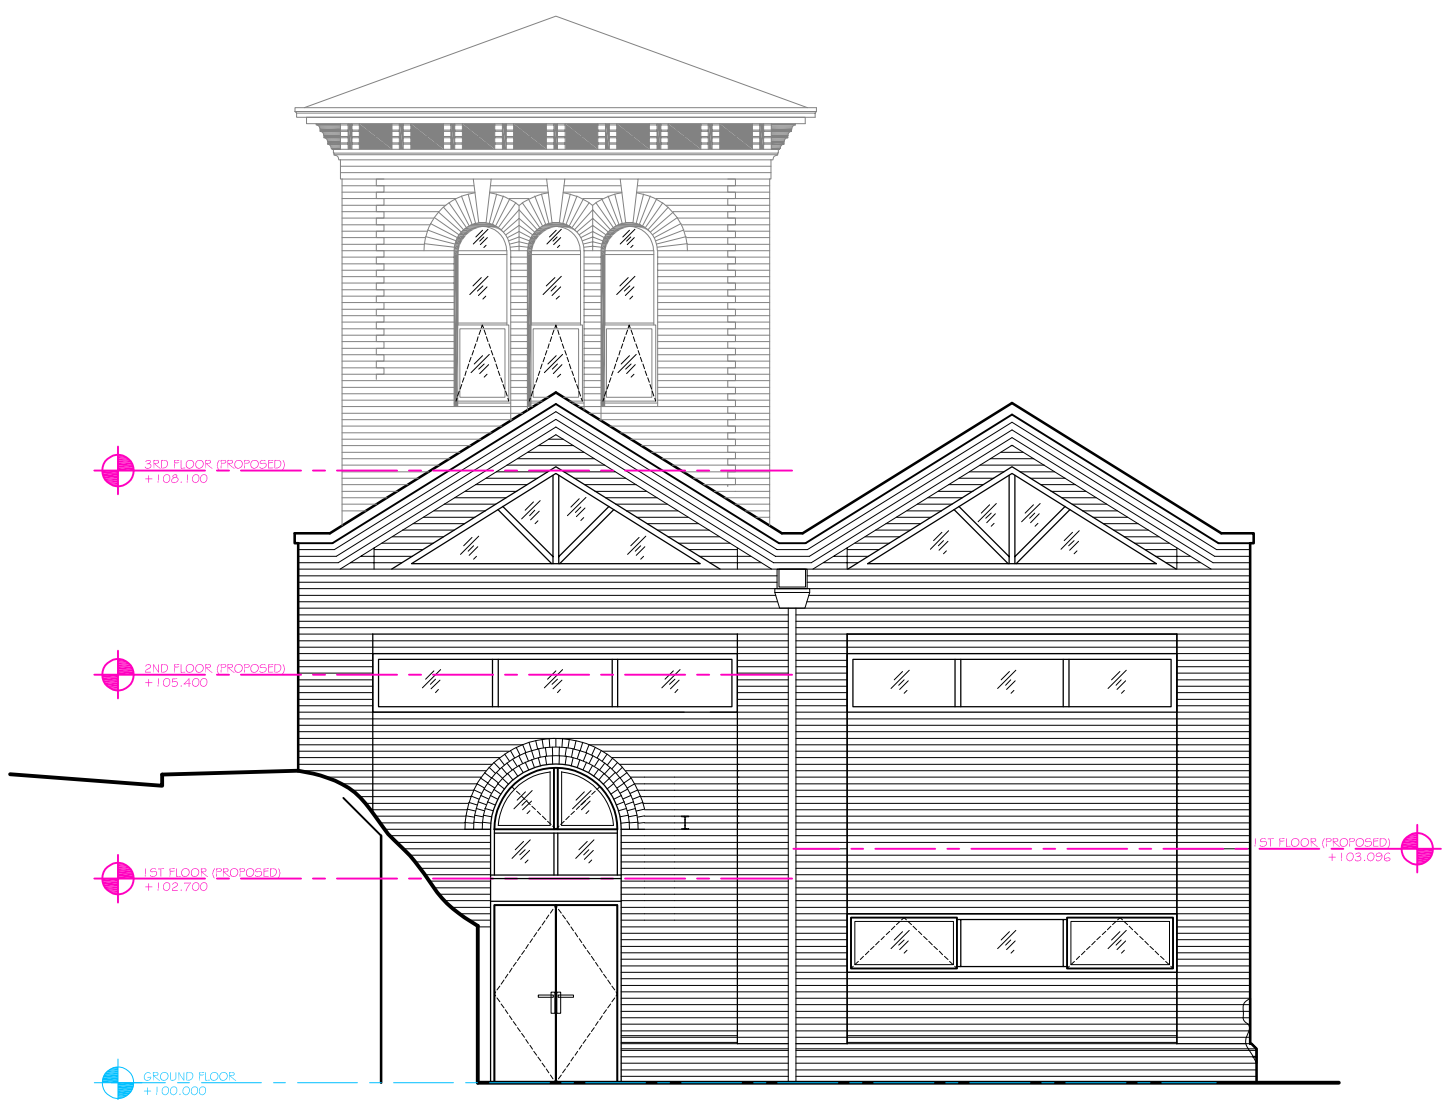 3RD FLOOR (PROPOSED)
+108.100
2ND FLOOR (PROPOSED)
+105.400
1ST FLOOR (PROPOSED)
+103.096
1ST FLOOR (PROPOSED)
+102.700
GROUND FLOOR
+100.000